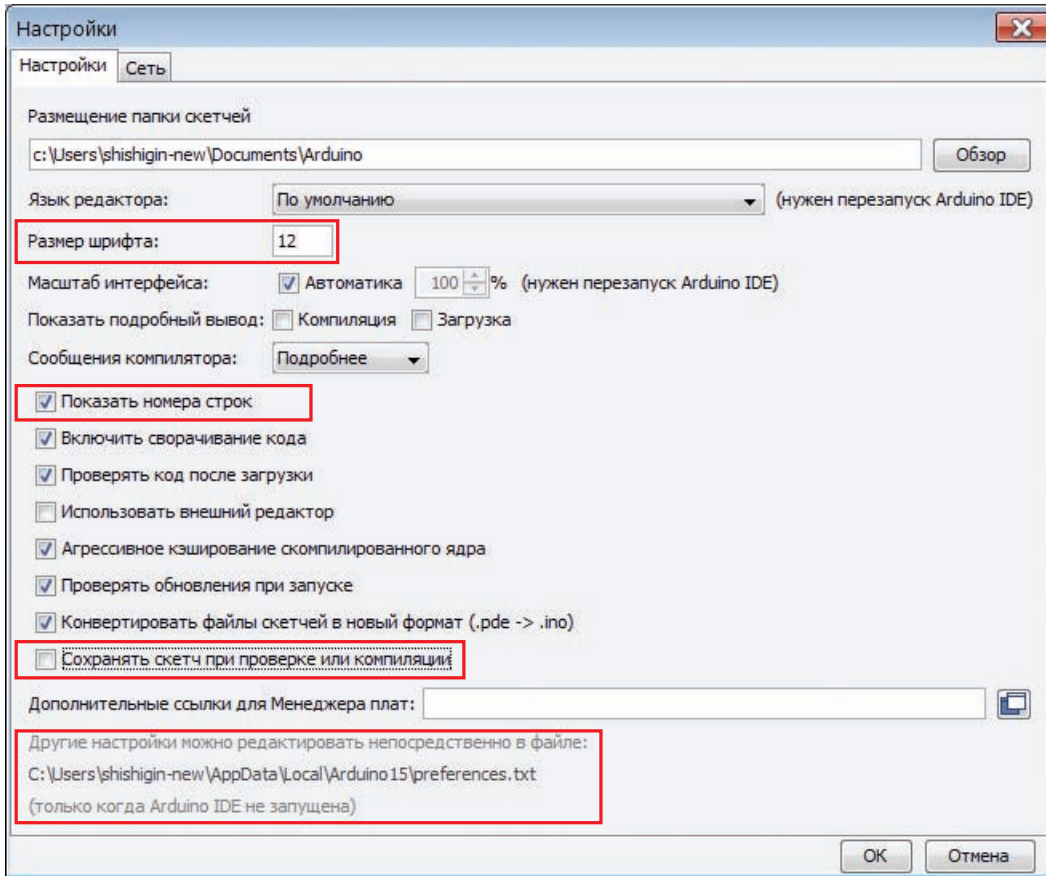 Настройки
Настройки Сеть
Размещение папки скетчей
c:\Users\shishigin-new\Documents\Arduino Обзор
Язык редактора: По умолчанию (нужен перезапуск Arduino IDE)
Размер шрифта: 12
Масштаб интерфейса: Автоматика 100 % (нужен перезапуск Arduino IDE)
Показать подробный вывод: Компиляция Загрузка
Сообщения компилятора: Подробнее
Показать номера строк
Включить сворачивание кода
Проверять код после загрузки
Использовать внешний редактор
Агрессивное кэширование скомпилированного ядра
Проверять обновления при запуске
Конвертировать файлы скетчей в новый формат (.pde -> .ino)
Сохранять скетч при проверке или компиляции
Дополнительные ссылки для Менеджера плат:
Другие настройки можно редактировать непосредственно в файле:
C:\Users\shishigin-new\AppData\Local\Arduino15\preferences.txt
(только когда Arduino IDE не запущена)
OK Отмена